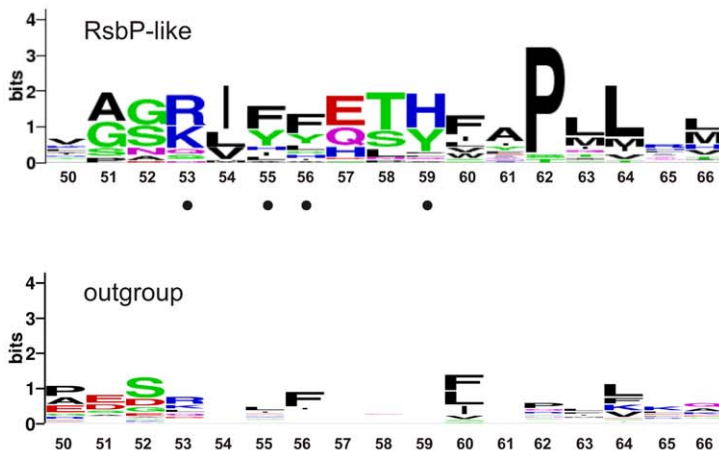 RsbP-like
bits
4
3
2
1
0
V A G R I F F E T H F A P L L L
G S K L Y Y Q S Y M M M
N V H V
A
50 51 52 53 54 55 56 57 58 59 60 61 62 63 64 65 66
outgroup
bits
4
3
2
1
0
P E S R L F F P L L Q
A D D K L F K K A
E G I K V
V
50 51 52 53 54 55 56 57 58 59 60 61 62 63 64 65 66